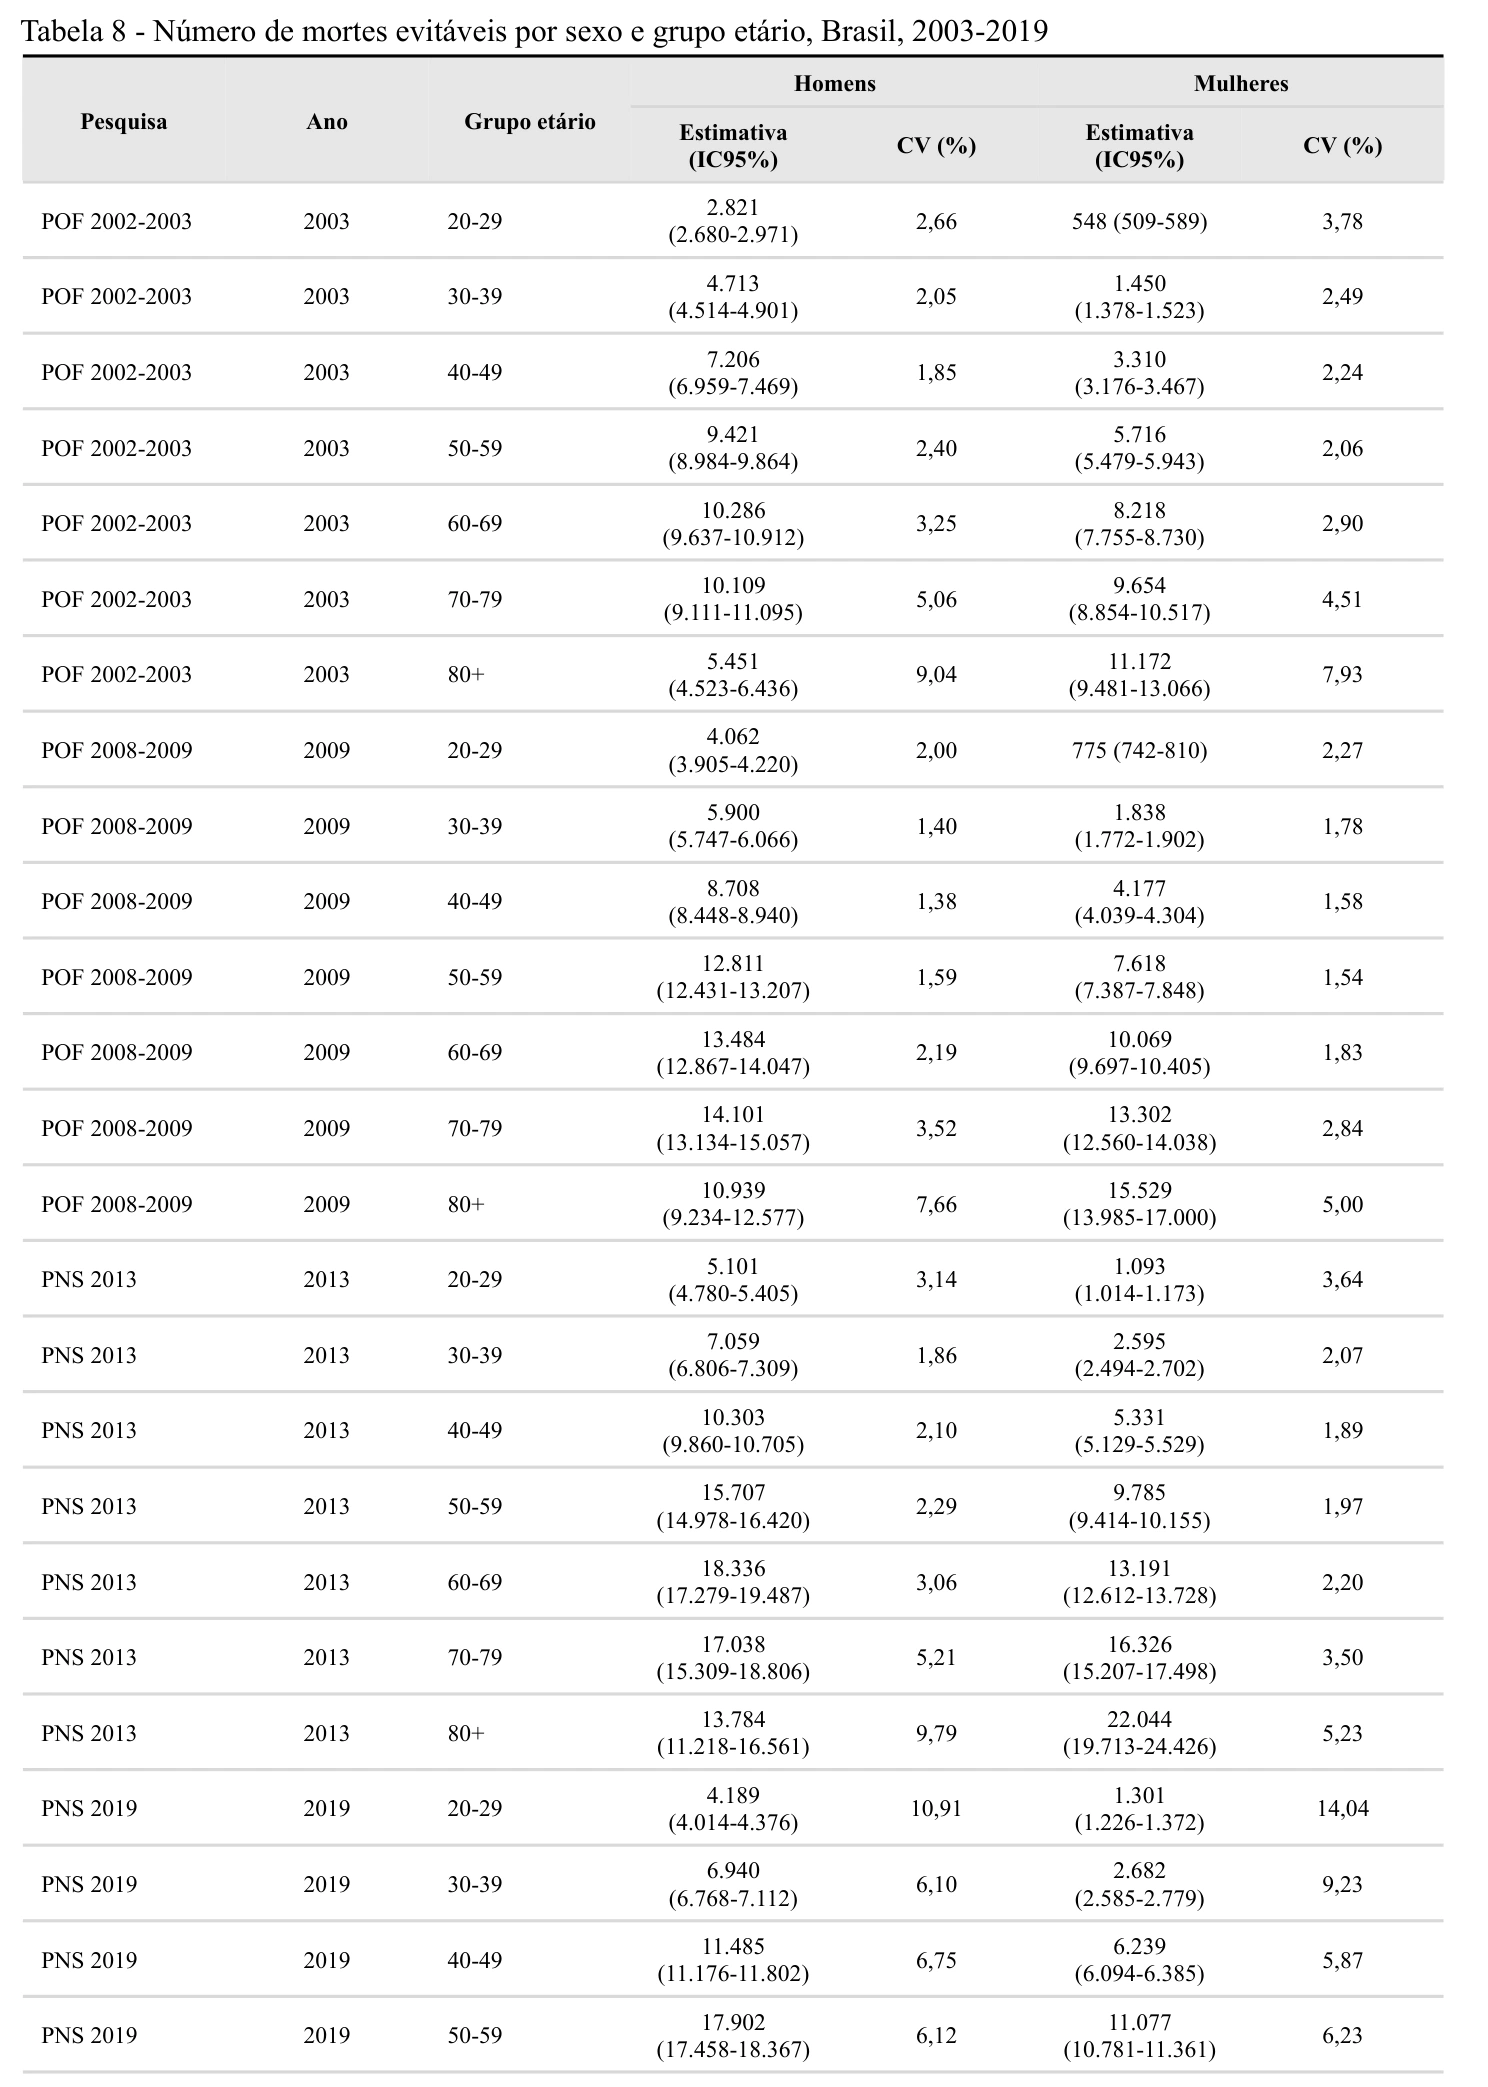 Tabela 8 - Número de mortes evitáveis por sexo e grupo etário, Brasil, 2003-2019
Pesquisa Ano Grupo etário Homens Mulheres
Estimativa (IC95%) CV (%) Estimativa (IC95%) CV (%)
POF 2002-2003 2003 20-29 2.821 (2.680-2.971) 2,66 548 (509-589) 3,78
POF 2002-2003 2003 30-39 4.713 (4.514-4.901) 2,05 1.450 (1.378-1.523) 2,49
POF 2002-2003 2003 40-49 7.206 (6.959-7.469) 1,85 3.310 (3.176-3.467) 2,24
POF 2002-2003 2003 50-59 9.421 (8.984-9.864) 2,40 5.716 (5.479-5.943) 2,06
POF 2002-2003 2003 60-69 10.286 (9.637-10.912) 3,25 8.218 (7.755-8.730) 2,90
POF 2002-2003 2003 70-79 10.109 (9.111-11.095) 5,06 9.654 (8.854-10.517) 4,51
POF 2002-2003 2003 80+ 5.451 (4.523-6.436) 9,04 11.172 (9.481-13.066) 7,93
POF 2008-2009 2009 20-29 4.062 (3.905-4.220) 2,00 775 (742-810) 2,27
POF 2008-2009 2009 30-39 5.900 (5.747-6.066) 1,40 1.838 (1.772-1.902) 1,78
POF 2008-2009 2009 40-49 8.708 (8.448-8.940) 1,38 4.177 (4.039-4.304) 1,58
POF 2008-2009 2009 50-59 12.811 (12.431-13.207) 1,59 7.618 (7.387-7.848) 1,54
POF 2008-2009 2009 60-69 13.484 (12.867-14.047) 2,19 10.069 (9.697-10.405) 1,83
POF 2008-2009 2009 70-79 14.101 (13.134-15.057) 3,52 13.302 (12.560-14.038) 2,84
POF 2008-2009 2009 80+ 10.939 (9.234-12.577) 7,66 15.529 (13.985-17.000) 5,00
PNS 2013 2013 20-29 5.101 (4.780-5.405) 3,14 1.093 (1.014-1.173) 3,64
PNS 2013 2013 30-39 7.059 (6.806-7.309) 1,86 2.595 (2.494-2.702) 2,07
PNS 2013 2013 40-49 10.303 (9.860-10.705) 2,10 5.331 (5.129-5.529) 1,89
PNS 2013 2013 50-59 15.707 (14.978-16.420) 2,29 9.785 (9.414-10.155) 1,97
PNS 2013 2013 60-69 18.336 (17.279-19.487) 3,06 13.191 (12.612-13.728) 2,20
PNS 2013 2013 70-79 17.038 (15.309-18.806) 5,21 16.326 (15.207-17.498) 3,50
PNS 2013 2013 80+ 13.784 (11.218-16.561) 9,79 22.044 (19.713-24.426) 5,23
PNS 2019 2019 20-29 4.189 (4.014-4.376) 10,91 1.301 (1.226-1.372) 14,04
PNS 2019 2019 30-39 6.940 (6.768-7.112) 6,10 2.682 (2.585-2.779) 9,23
PNS 2019 2019 40-49 11.485 (11.176-11.802) 6,75 6.239 (6.094-6.385) 5,87
PNS 2019 2019 50-59 17.902 (17.458-18.367) 6,12 11.077 (10.781-11.361) 6,23